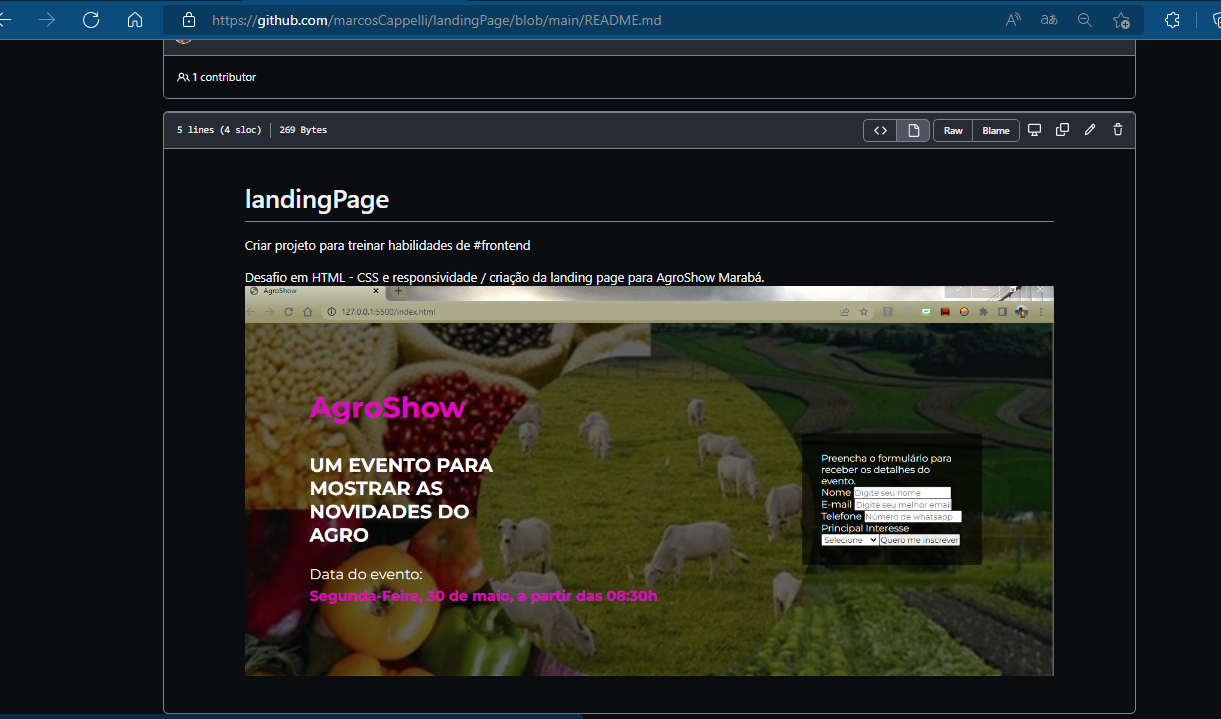 https://github.com/marcosCappelli/landingPage/blob/main/README.md
1 contributor
5 lines (4 sloc) 269 Bytes
Raw Blame
landingPage
Criar projeto para treinar habilidades de #frontend
Desafio em HTML - CSS e responsividade / criação da landing page para AgroShow Marabá.
AgroShow
127.0.0.1:5500/index.html
AgroShow
UM EVENTO PARA
MOSTRAR AS
NOVIDADES DO
AGRO
Data do evento:
Segunda-Feira, 30 de maio, a partir das 08:30h
Preencha o formulário para
receber os detalhes do
evento.
Nome Digite seu nome
E-mail Digite seu melhor email
Telefone Número de whatsapp
Principal Interesse
Selecione Quero me inscrever